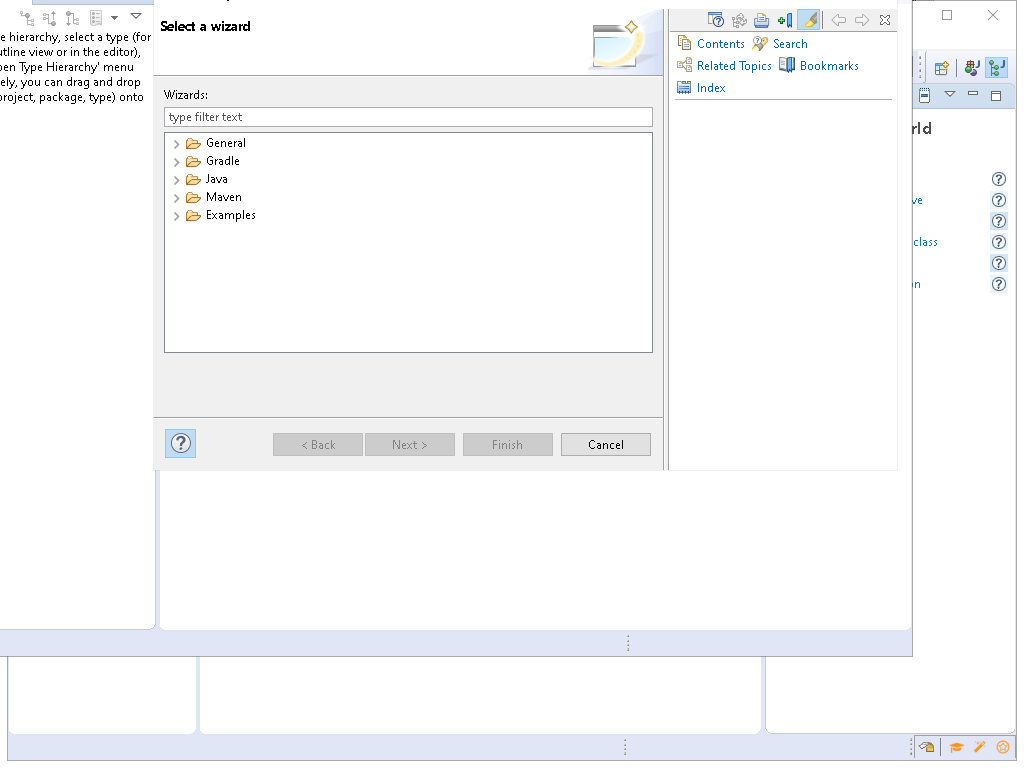 e hierarchy, select a type (for
utline view or in the editor),
pen Type Hierarchy' menu
ely, you can drag and drop
project, package, type) onto
Select a wizard
Wizards:
type filter text
General
Gradle
Java
Maven
Examples
< Back
Next >
Finish
Cancel
Contents
Search
Related Topics
Bookmarks
Index
rld
ve
class
on